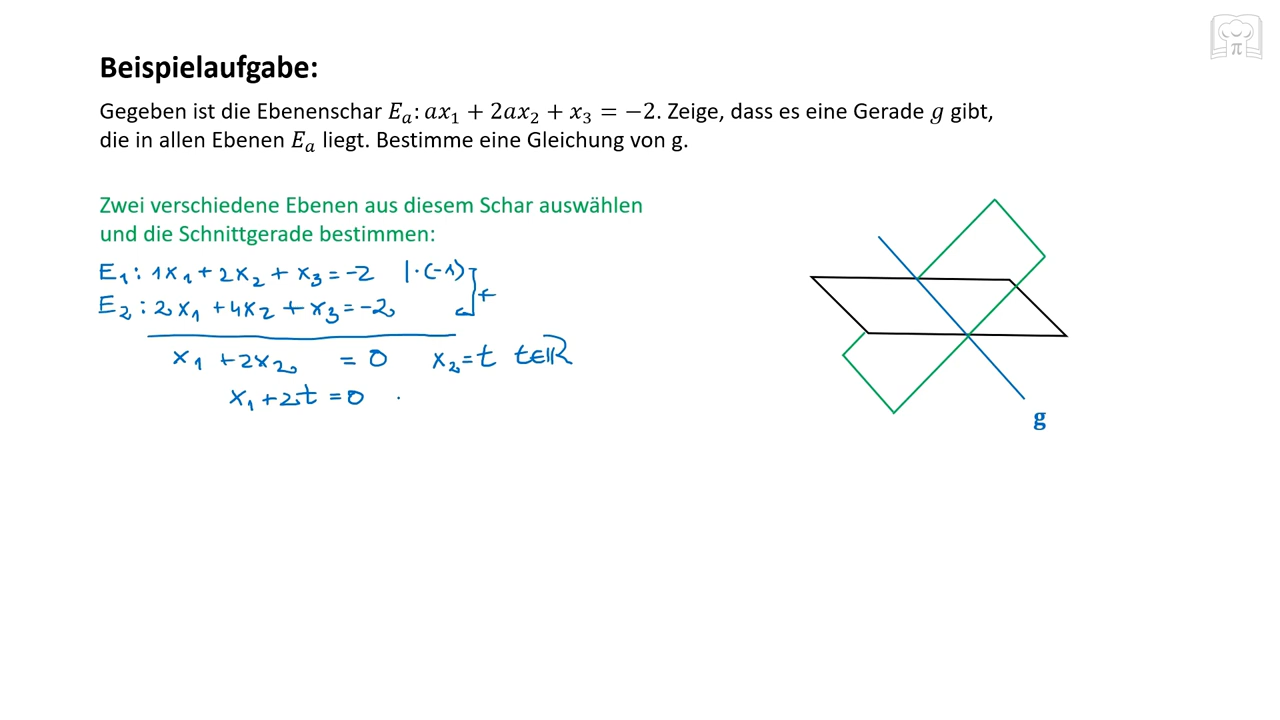 Beispielaufgabe:
Gegeben ist die Ebenenschar Eₐ: ax₁ + 2ax₂ + x₃ = −2. Zeige, dass es eine Gerade g gibt,
die in allen Ebenen Eₐ liegt. Bestimme eine Gleichung von g.
Zwei verschiedene Ebenen aus diesem Schar auswählen
und die Schnittgerade bestimmen:
E₁: 1x₁ + 2x₂ + x₃ = -2 |·(-1)
E₂: 2x₁ + 4x₂ + x₃ = -2 +
x₁ + 2x₂ = 0 x₂ = t t∈ℝ
x₁ + 2t = 0
g
π